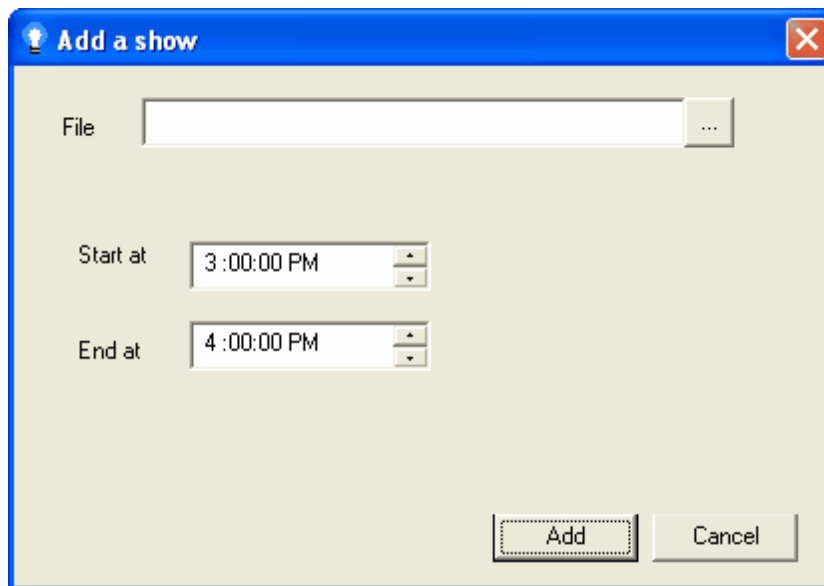 Add a show
File ...
Start at 3 :00:00 PM
End at 4 :00:00 PM
Add Cancel